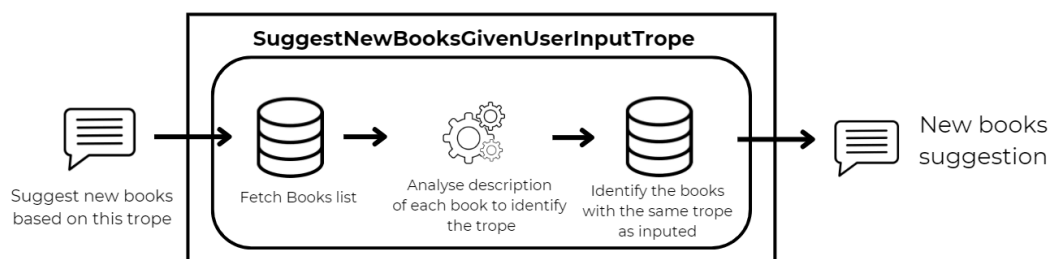 SuggestNewBooksGivenUserInputTrope
Suggest new books
based on this trope
Fetch Books list
Analyse description
of each book to identify
the trope
Identify the books
with the same trope
as inputed
New books
suggestion